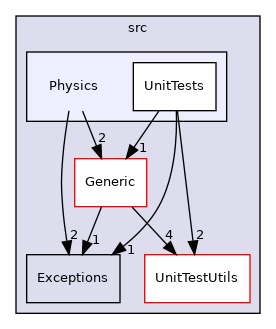 src
Physics
UnitTests
2
1
Generic
2
1
1
4
2
Exceptions
UnitTestUtils